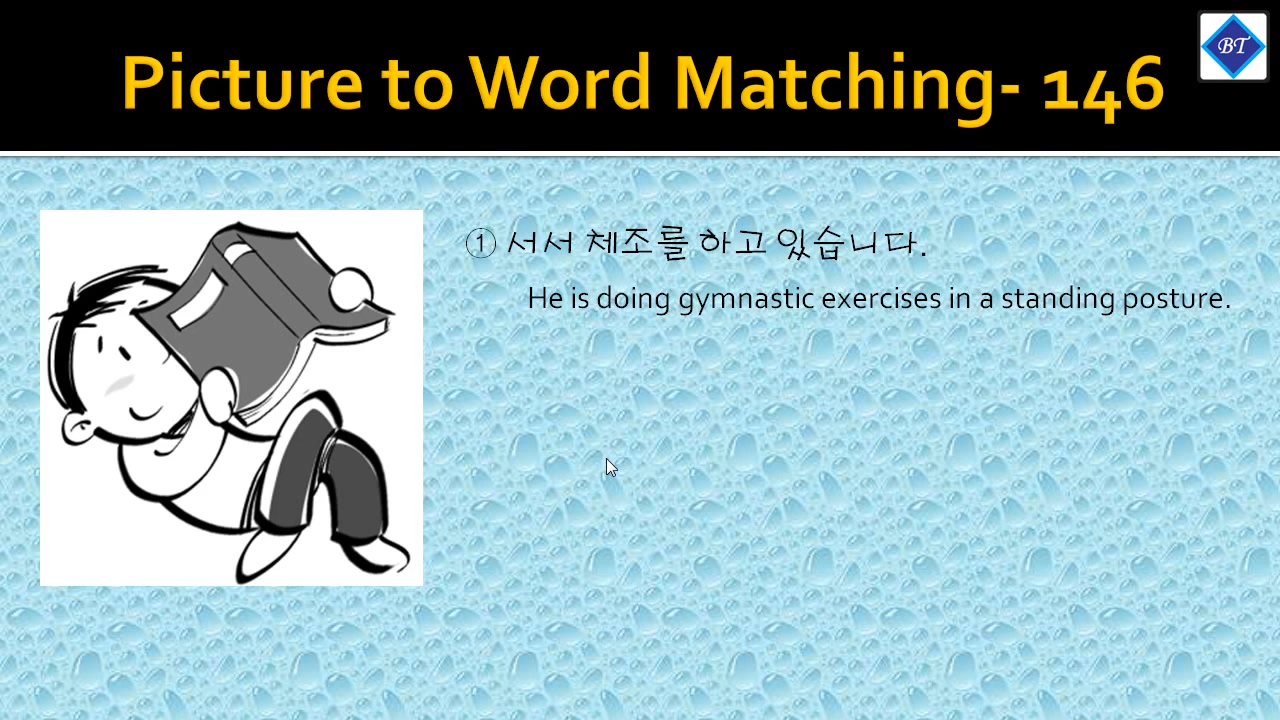 Picture to Word Matching- 146
BT
① 서서 체조를 하고 있습니다.
He is doing gymnastic exercises in a standing posture.